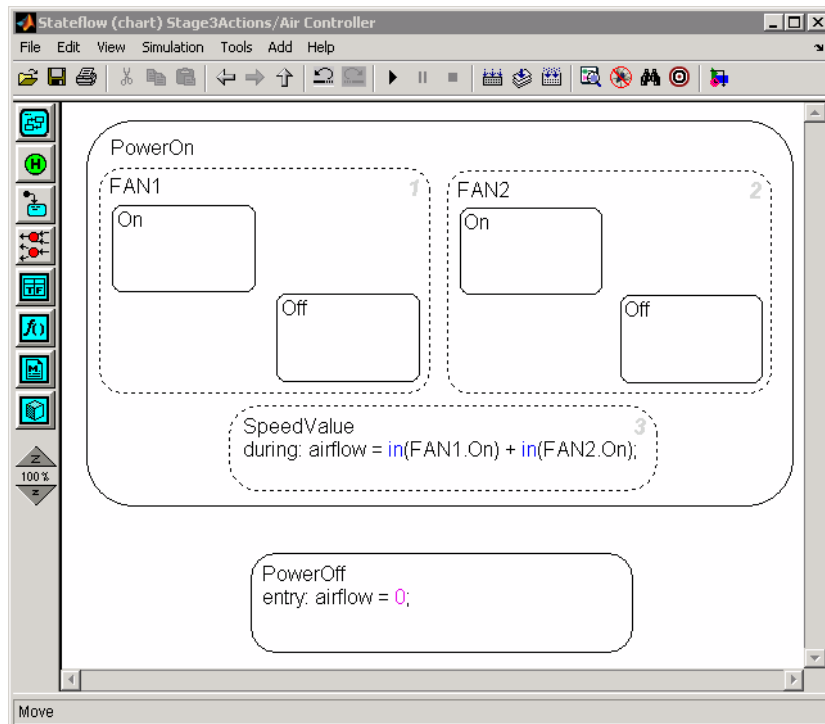 Stateflow (chart) Stage3Actions/Air Controller
File Edit View Simulation Tools Add Help
PowerOn
FAN1
1
On
Off
FAN2
2
On
Off
SpeedValue
3
during: airflow = in(FAN1.On) + in(FAN2.On);
PowerOff
entry: airflow = 0;
H
TF
f()
M
Z
100 %
z
Move